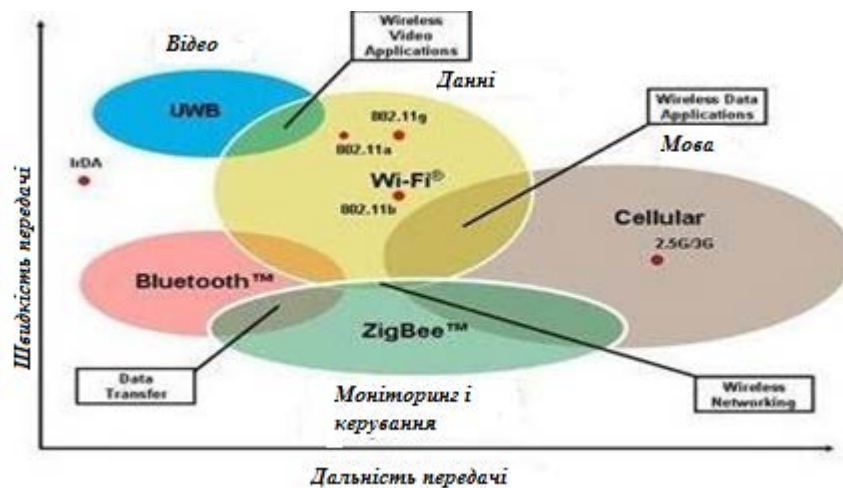 Wireless
Video
Applications
Відео
Данні
UWB
Wireless Data
Applications
802.11g
802.11a
Мова
IrDA
Wi-Fi®
802.11b
Cellular
2.5G/3G
Bluetooth™
ZigBee™
Data
Transfer
Wireless
Networking
Моніторинг і
керування
Швидкість передачі
Дальність передачі